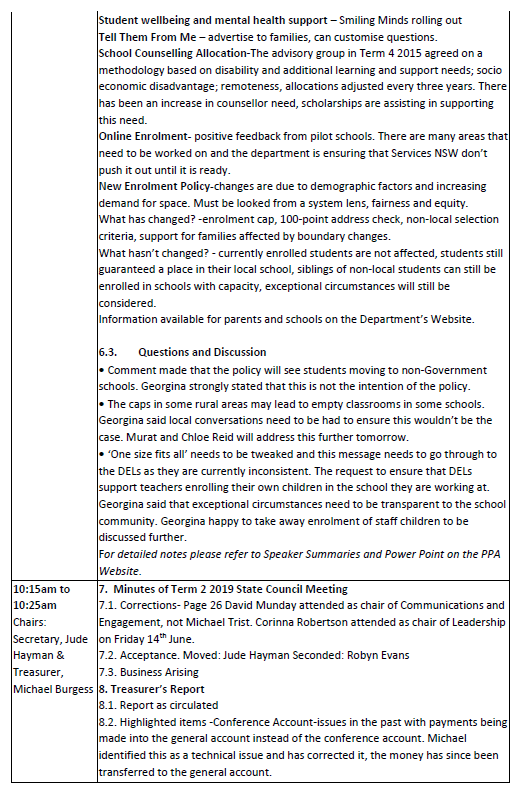 Student wellbeing and mental health support – Smiling Minds rolling out
Tell Them From Me – advertise to families, can customise questions.
School Counselling Allocation-The advisory group in Term 4 2015 agreed on a
methodology based on disability and additional learning and support needs; socio
economic disadvantage; remoteness, allocations adjusted every three years. There
has been an increase in counsellor need, scholarships are assisting in supporting
this need.
Online Enrolment- positive feedback from pilot schools. There are many areas that
need to be worked on and the department is ensuring that Services NSW don't
push it out until it is ready.
New Enrolment Policy-changes are due to demographic factors and increasing
demand for space. Must be looked from a system lens, fairness and equity.
What has changed? -enrolment cap, 100-point address check, non-local selection
criteria, support for families affected by boundary changes.
What hasn't changed? - currently enrolled students are not affected, students still
guaranteed a place in their local school, siblings of non-local students can still be
enrolled in schools with capacity, exceptional circumstances will still be
considered.
Information available for parents and schools on the Department's Website.
6.3. Questions and Discussion
• Comment made that the policy will see students moving to non-Government
schools. Georgina strongly stated that this is not the intention of the policy.
• The caps in some rural areas may lead to empty classrooms in some schools.
Georgina said local conversations need to be had to ensure this wouldn't be the
case. Murat and Chloe Reid will address this further tomorrow.
• 'One size fits all' needs to be tweaked and this message needs to go through to
the DELs as they are currently inconsistent. The request to ensure that DELs
support teachers enrolling their own children in the school they are working at.
Georgina said that exceptional circumstances need to be transparent to the school
community. Georgina happy to take away enrolment of staff children to be
discussed further.
For detailed notes please refer to Speaker Summaries and Power Point on the PPA
Website.
10:15am to
10:25am
Chairs:
Secretary, Jude
Hayman &
Treasurer,
Michael Burgess
7. Minutes of Term 2 2019 State Council Meeting
7.1. Corrections- Page 26 David Munday attended as chair of Communications and
Engagement, not Michael Trist. Corinna Robertson attended as chair of Leadership
on Friday 14th June.
7.2. Acceptance. Moved: Jude Hayman Seconded: Robyn Evans
7.3. Business Arising
8. Treasurer's Report
8.1. Report as circulated
8.2. Highlighted items -Conference Account-issues in the past with payments being
made into the general account instead of the conference account. Michael
identified this as a technical issue and has corrected it, the money has since been
transferred to the general account.